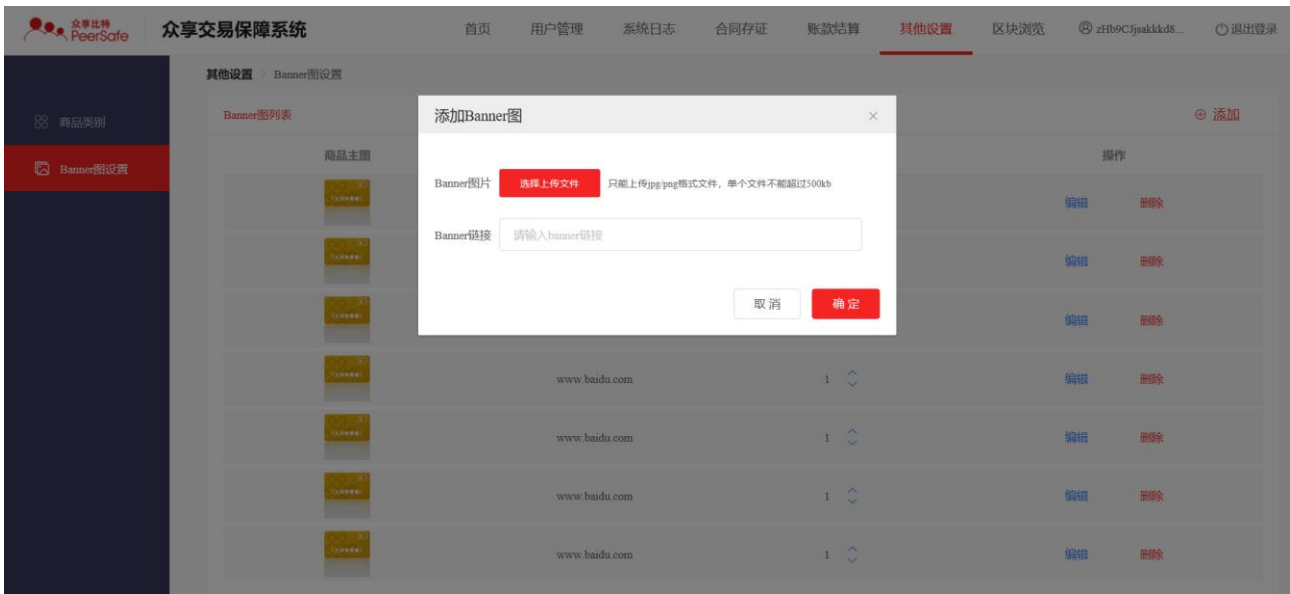 众享比特 PeerSafe 众享交易保障系统 首页 用户管理 系统日志 合同存证 账款结算 其他设置 区块浏览 zHb9CJjsakkkd8... 退出登录
其他设置 Banner图设置
商品类别
Banner图设置
Banner图列表 添加
商品主图 操作
添加Banner图
Banner图片 选择上传文件 只能上传jpg/png格式文件，单个文件不能超过500kb
Banner链接 请输入banner链接
取消 确定
编辑 删除
编辑 删除
编辑 删除
www.baidu.com 1 编辑 删除
www.baidu.com 1 编辑 删除
www.baidu.com 1 编辑 删除
www.baidu.com 1 编辑 删除